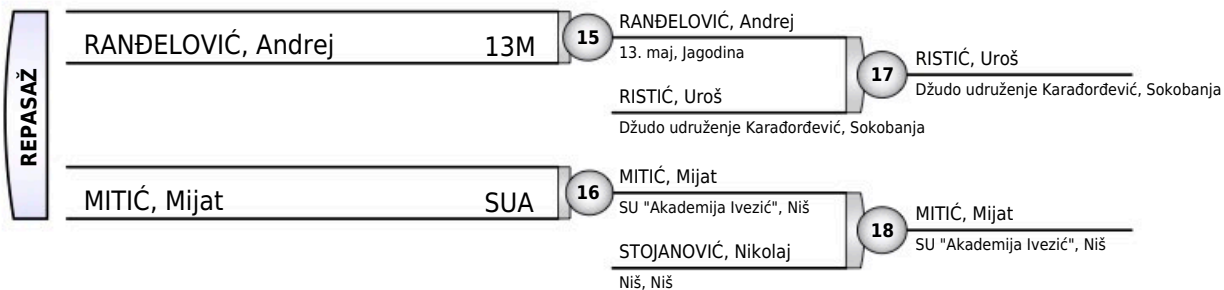 REPASAŽ
RANĐELOVIĆ, Andrej 13M
15
RANĐELOVIĆ, Andrej
13. maj, Jagodina
RISTIĆ, Uroš
Džudo udruženje Karađorđević, Sokobanja
17
RISTIĆ, Uroš
Džudo udruženje Karađorđević, Sokobanja
MITIĆ, Mijat SUA
16
MITIĆ, Mijat
SU "Akademija Ivezić", Niš
STOJANOVIĆ, Nikolaj
Niš, Niš
18
MITIĆ, Mijat
SU "Akademija Ivezić", Niš